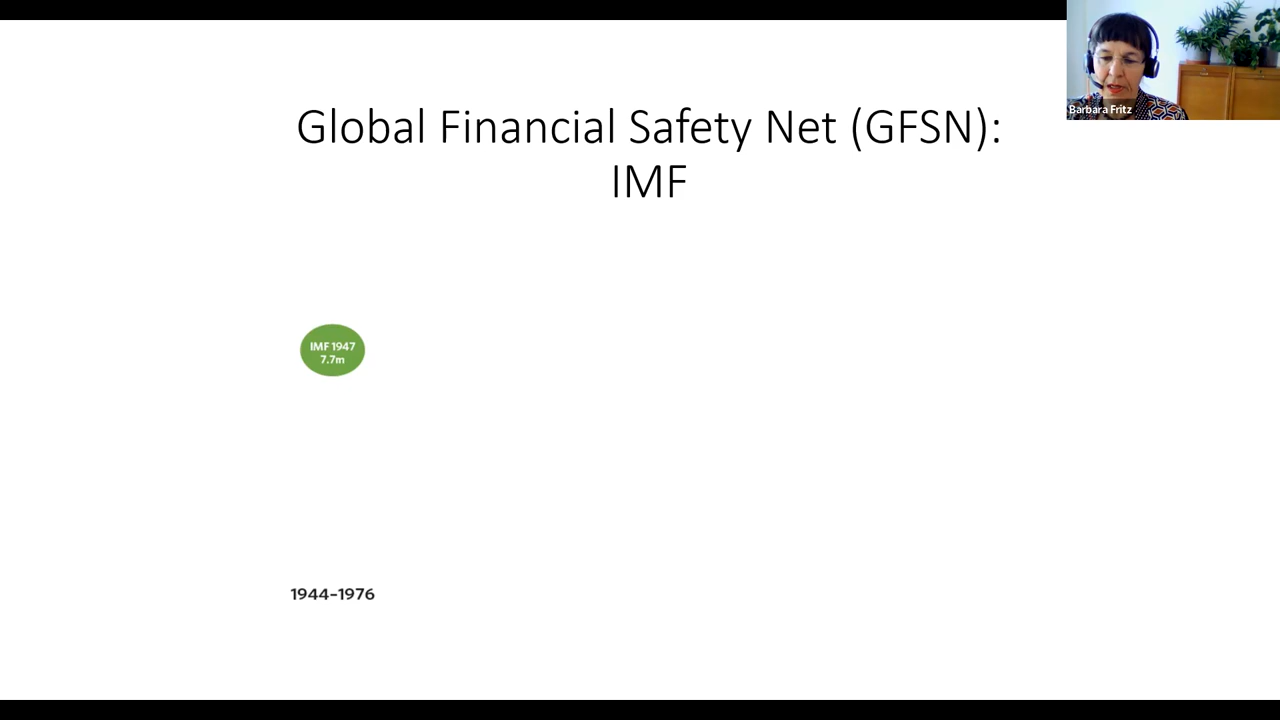 Global Financial Safety Net (GFSN):
IMF
Barbara Fritz
IMF 1947
7.7m
1944–1976